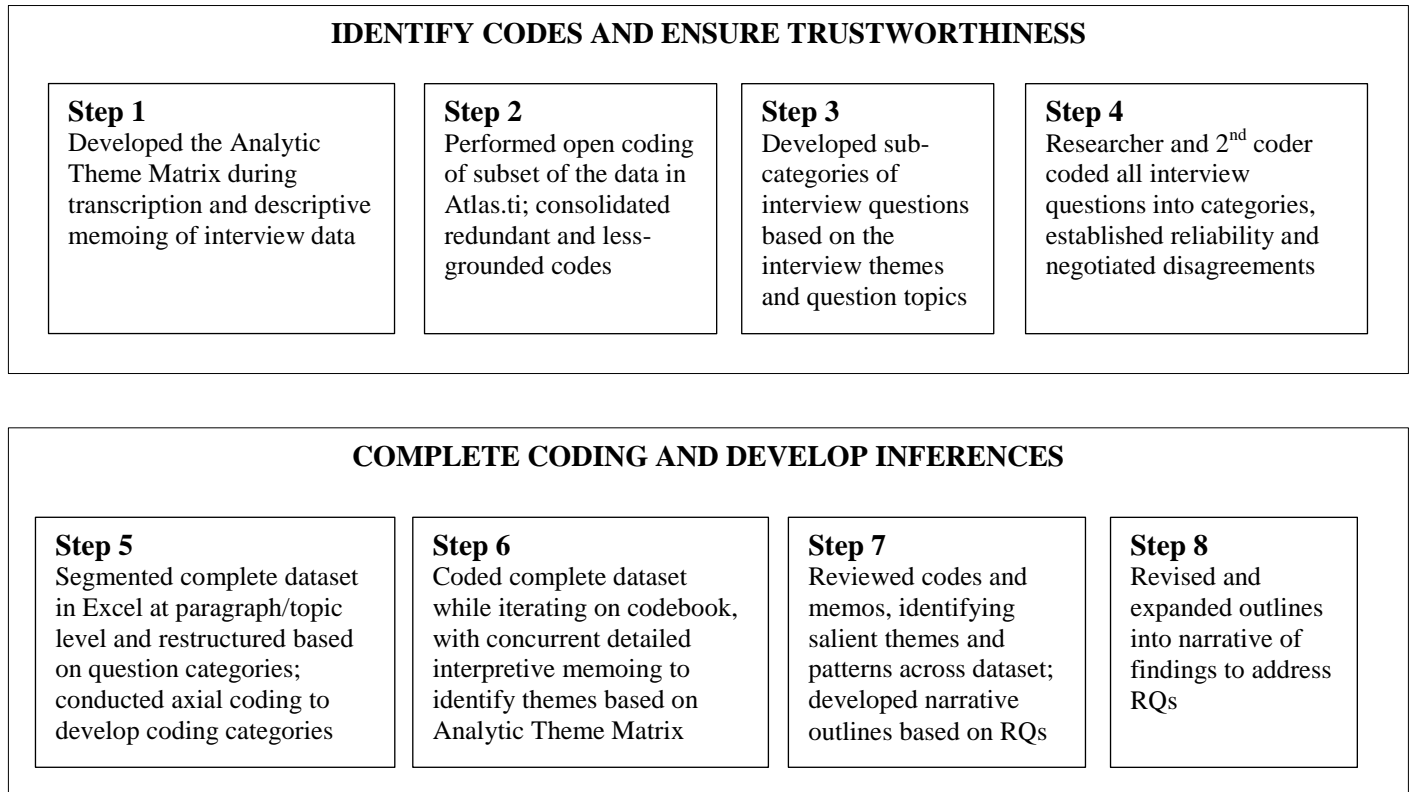 IDENTIFY CODES AND ENSURE TRUSTWORTHINESS
Step 1
Developed the Analytic
Theme Matrix during
transcription and descriptive
memoing of interview data
Step 2
Performed open coding
of subset of the data in
Atlas.ti; consolidated
redundant and less-
grounded codes
Step 3
Developed sub-
categories of
interview questions
based on the
interview themes
and question topics
Step 4
Researcher and 2nd coder
coded all interview
questions into categories,
established reliability and
negotiated disagreements
COMPLETE CODING AND DEVELOP INFERENCES
Step 5
Segmented complete dataset
in Excel at paragraph/topic
level and restructured based
on question categories;
conducted axial coding to
develop coding categories
Step 6
Coded complete dataset
while iterating on codebook,
with concurrent detailed
interpretive memoing to
identify themes based on
Analytic Theme Matrix
Step 7
Reviewed codes and
memos, identifying
salient themes and
patterns across dataset;
developed narrative
outlines based on RQs
Step 8
Revised and
expanded outlines
into narrative of
findings to address
RQs